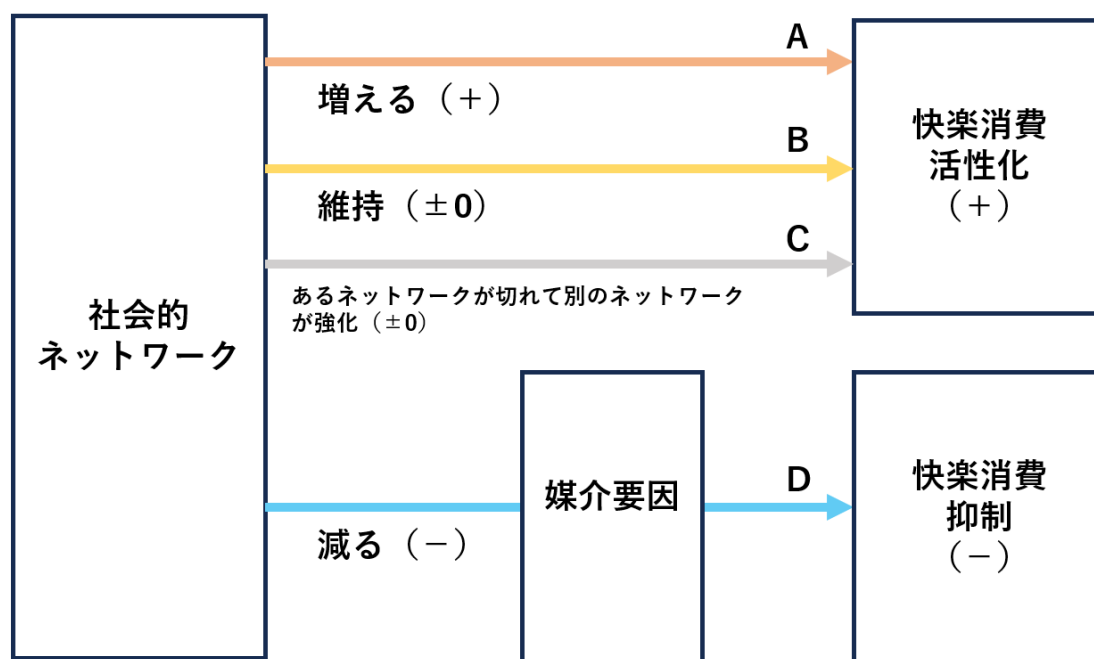 A
増える（＋）
B
維持（±0）
C
あるネットワークが切れて別のネットワーク
が強化（±0）
社会的
ネットワーク
快楽消費
活性化
（＋）
媒介要因
D
減る（－）
快楽消費
抑制
（－）